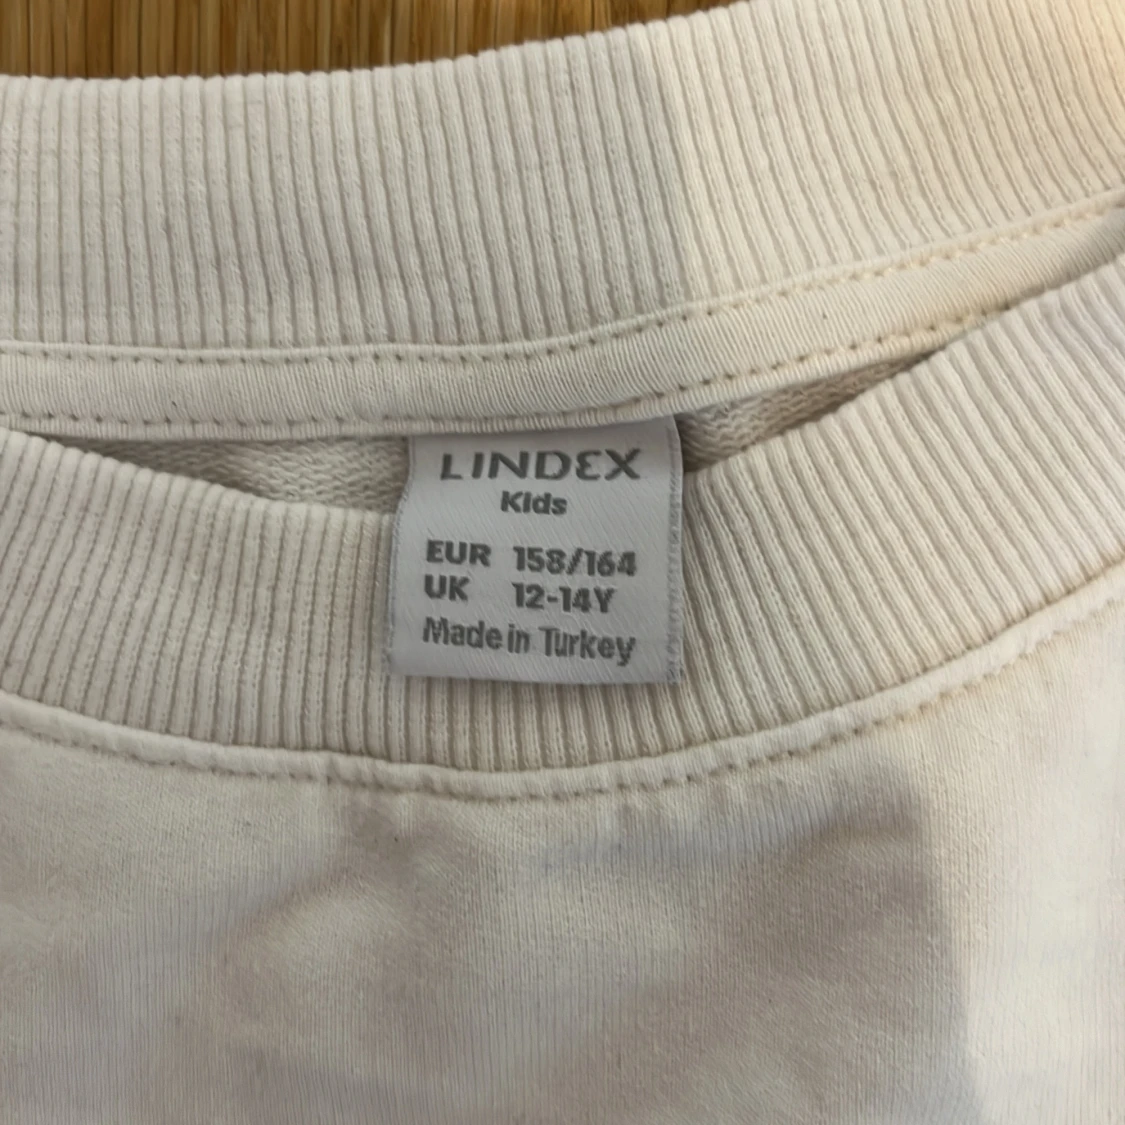 LINDEX
Kids
EUR 158/164
UK 12-14Y
Made in Turkey